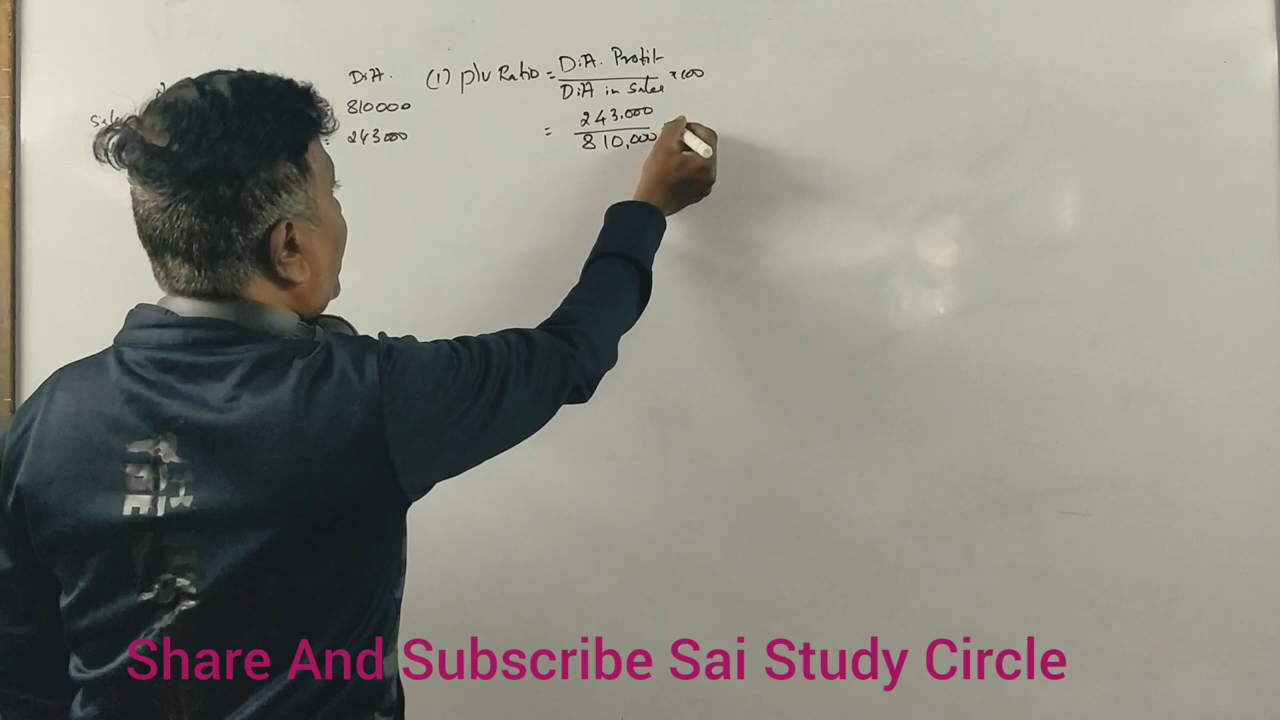 D.A. (1) P/V Ratio = D.A. Profit / D.A in Sales × 100
810000
= 243.000 / 810,000
243000
Share And Subscribe Sai Study Circle